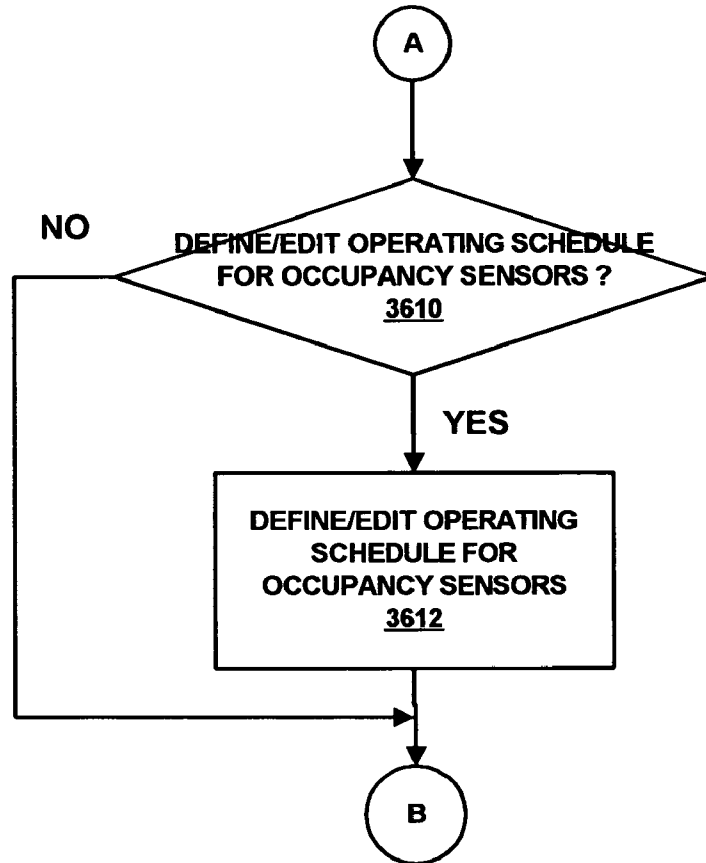 A
NO
DEFINE/EDIT OPERATING SCHEDULE
FOR OCCUPANCY SENSORS ?
3610
YES
DEFINE/EDIT OPERATING
SCHEDULE FOR
OCCUPANCY SENSORS
3612
B